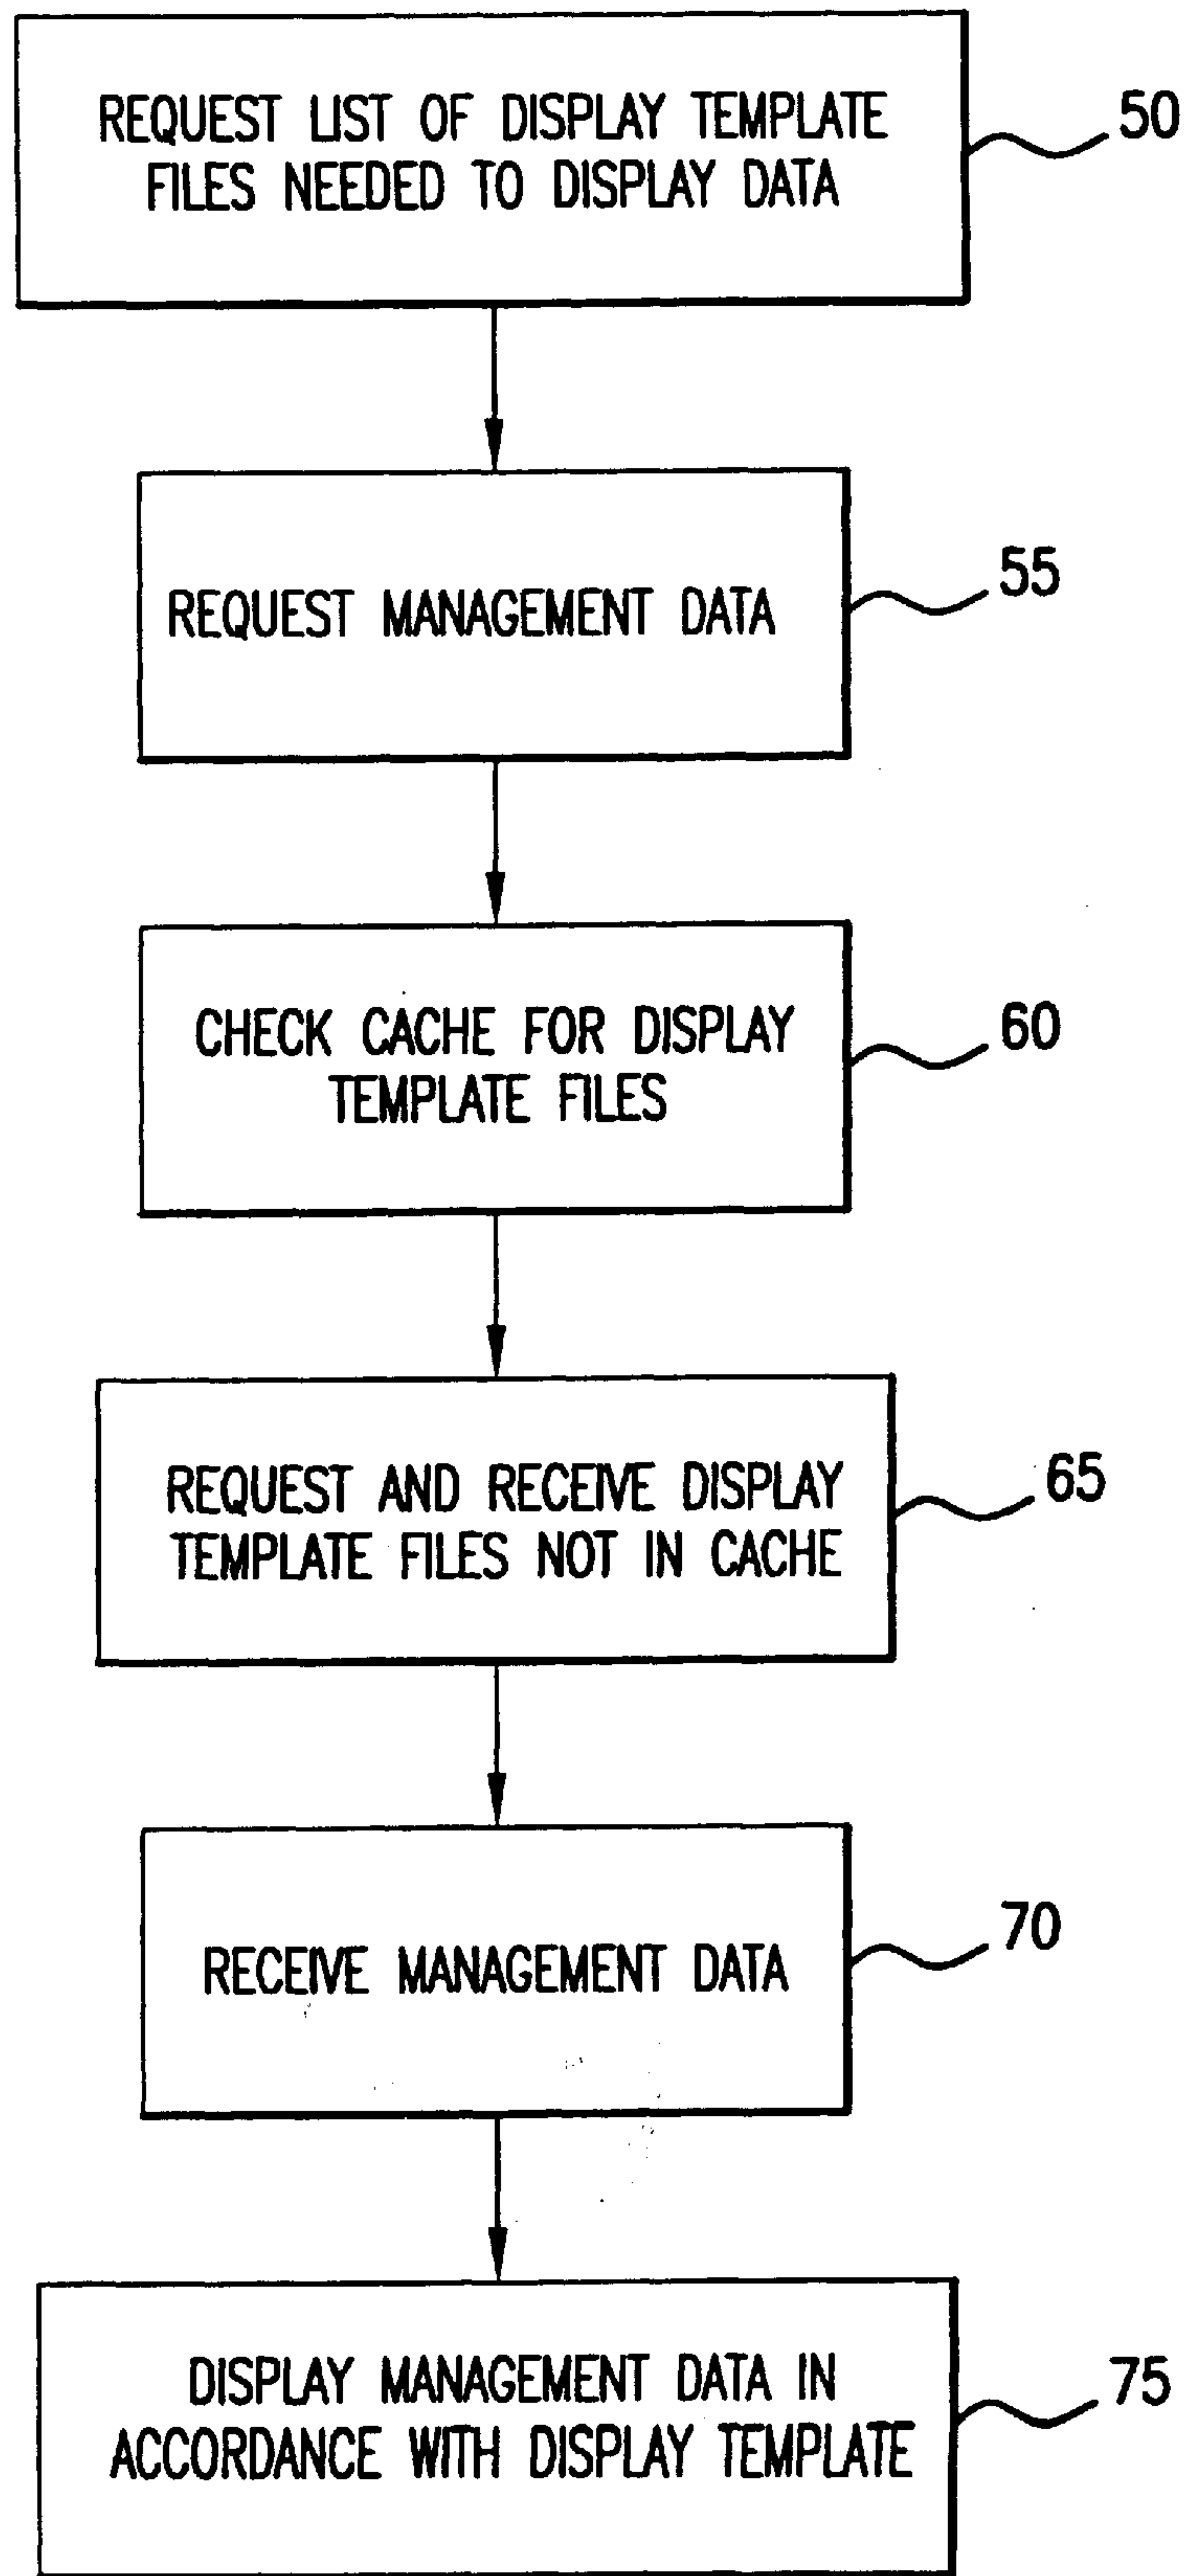 REQUEST LIST OF DISPLAY TEMPLATE
FILES NEEDED TO DISPLAY DATA
50
REQUEST MANAGEMENT DATA
55
CHECK CACHE FOR DISPLAY
TEMPLATE FILES
60
REQUEST AND RECEIVE DISPLAY
TEMPLATE FILES NOT IN CACHE
65
RECEIVE MANAGEMENT DATA
70
DISPLAY MANAGEMENT DATA IN
ACCORDANCE WITH DISPLAY TEMPLATE
75